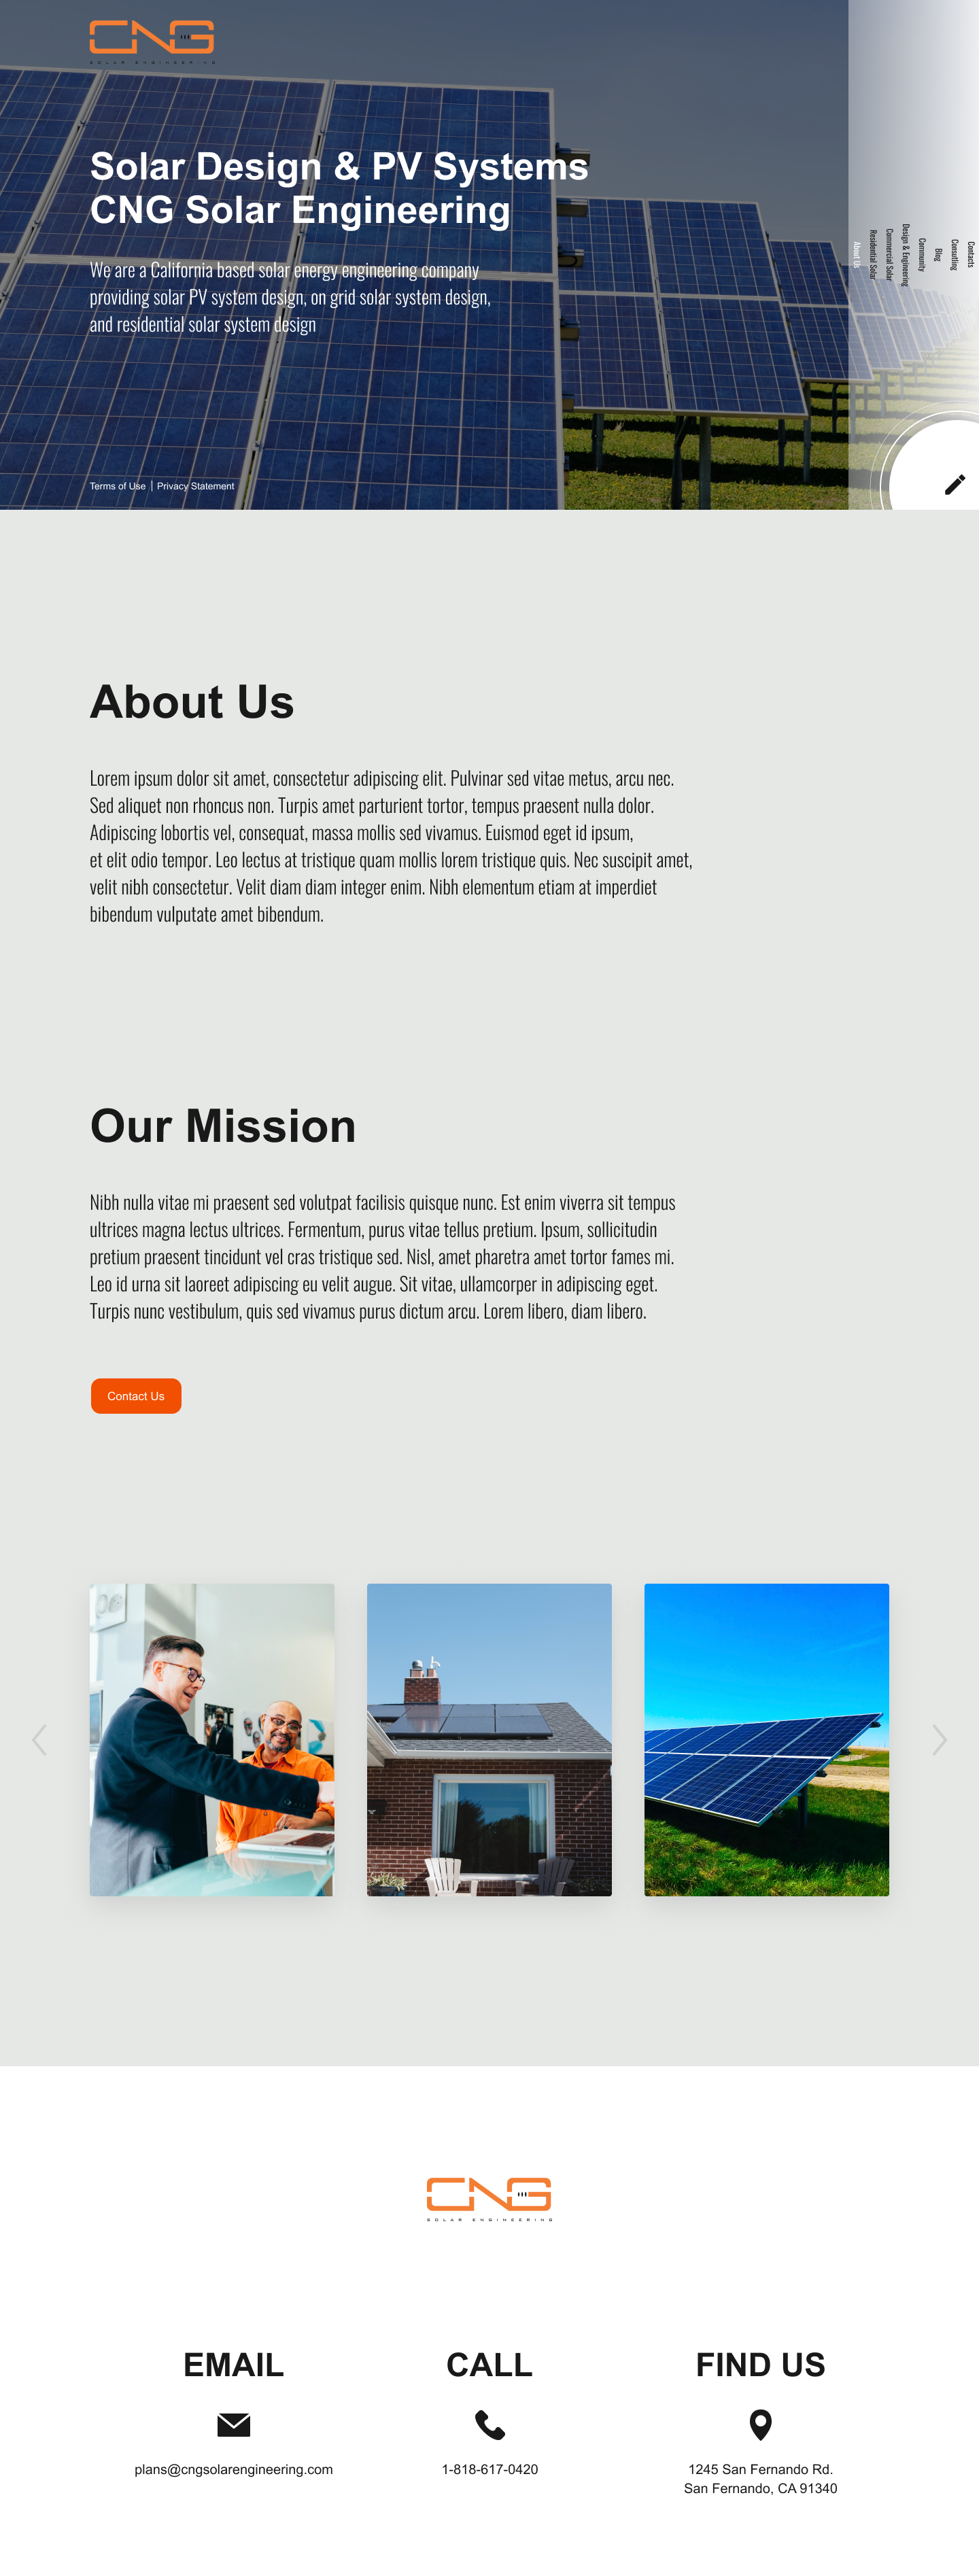 CNG
SOLAR ENGINEERING
Solar Design & PV Systems
CNG Solar Engineering
We are a California based solar energy engineering company
providing solar PV system design, on grid solar system design,
and residential solar system design
Contacts
Consulting
Blog
Community
Design & Engineering
Commercial Solar
Residential Solar
About Us
Terms of Use | Privacy Statement
About Us
Lorem ipsum dolor sit amet, consectetur adipiscing elit. Pulvinar sed vitae metus, arcu nec.
Sed aliquet non rhoncus non. Turpis amet parturient tortor, tempus praesent nulla dolor.
Adipiscing lobortis vel, consequat, massa mollis sed vivamus. Euismod eget id ipsum,
et elit odio tempor. Leo lectus at tristique quam mollis lorem tristique quis. Nec suscipit amet,
velit nibh consectetur. Velit diam diam integer enim. Nibh elementum etiam at imperdiet
bibendum vulputate amet bibendum.
Our Mission
Nibh nulla vitae mi praesent sed volutpat facilisis quisque nunc. Est enim viverra sit tempus
ultrices magna lectus ultrices. Fermentum, purus vitae tellus pretium. Ipsum, sollicitudin
pretium praesent tincidunt vel cras tristique sed. Nisl, amet pharetra amet tortor fames mi.
Leo id urna sit laoreet adipiscing eu velit augue. Sit vitae, ullamcorper in adipiscing eget.
Turpis nunc vestibulum, quis sed vivamus purus dictum arcu. Lorem libero, diam libero.
Contact Us
CNG
SOLAR ENGINEERING
EMAIL
CALL
FIND US
plans@cngsolarengineering.com
1-818-617-0420
1245 San Fernando Rd.
San Fernando, CA 91340